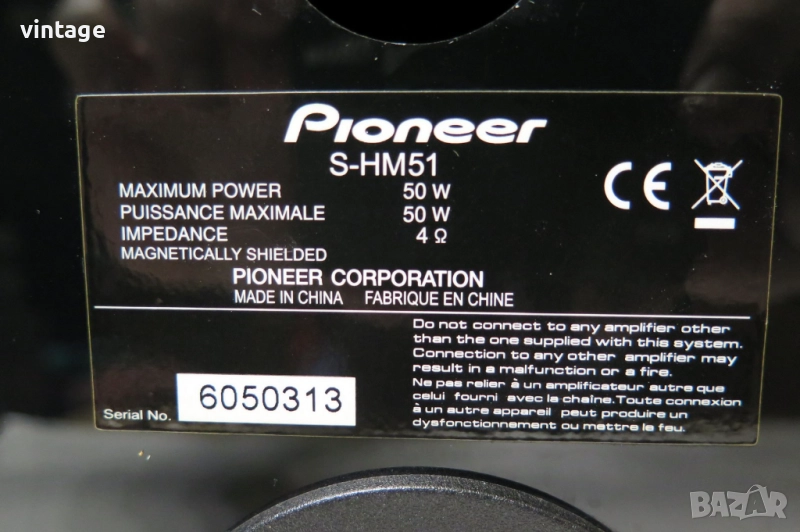 olx.bg
vintage
Pioneer
S-HM51
MAXIMUM POWER 50 W
PUISSANCE MAXIMALE 50 W
IMPEDANCE 4 Ω
MAGNETICALLY SHIELDED
CE
PIONEER CORPORATION
MADE IN CHINA FABRIQUE EN CHINE
Do not connect to any amplifier other
than the one supplied with this system.
Connection to any other amplifier may
result in a malfunction or a fire.
Ne pas relier à un amplificateur autre que
celui fourni avec la chaîne.Toute connexion
à un autre appareil peut produire un
dysfonctionnement ou mettre le feu.
Serial No. 6050313
BAZAR